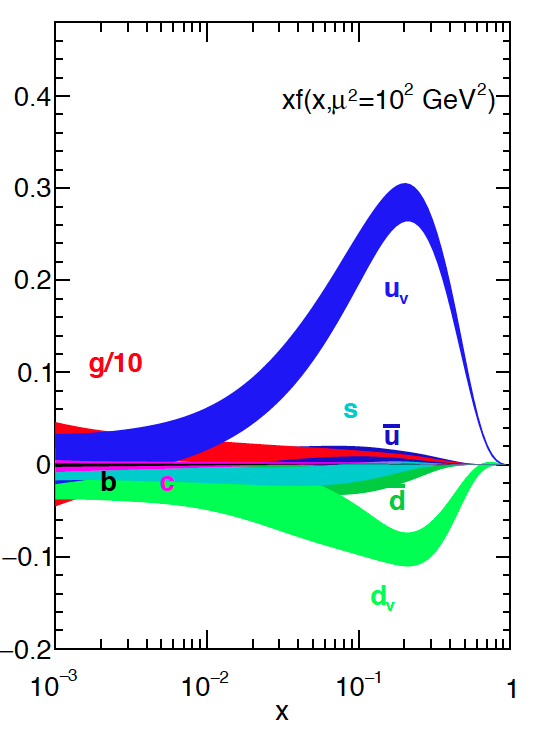 xf(x,μ²=10² GeV²)
0.4
0.3
0.2
0.1
0
−0.1
−0.2
u_v
g/10
s
u̅
b
c
d̅
d_v
10⁻³
10⁻²
10⁻¹
1
x